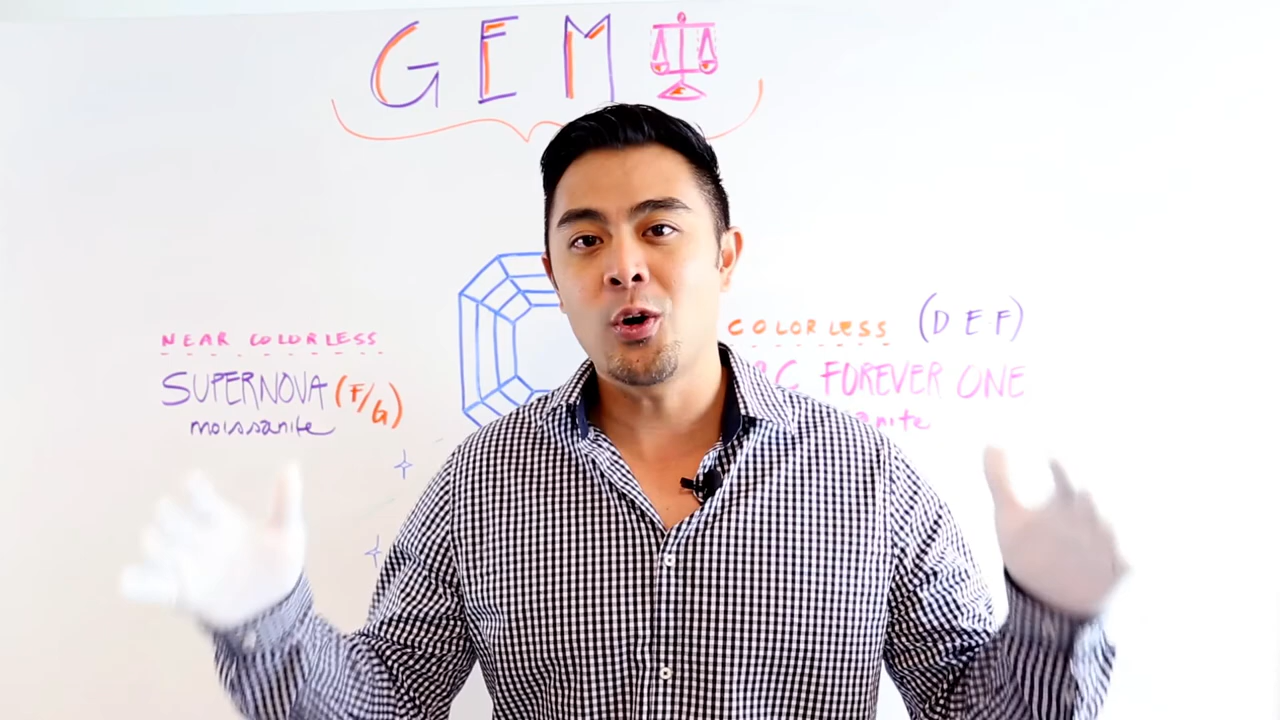 GEM
NEAR COLORLESS
SUPERNOVA (F/G)
moissanite
COLORLESS (D E F)
FOREVER ONE